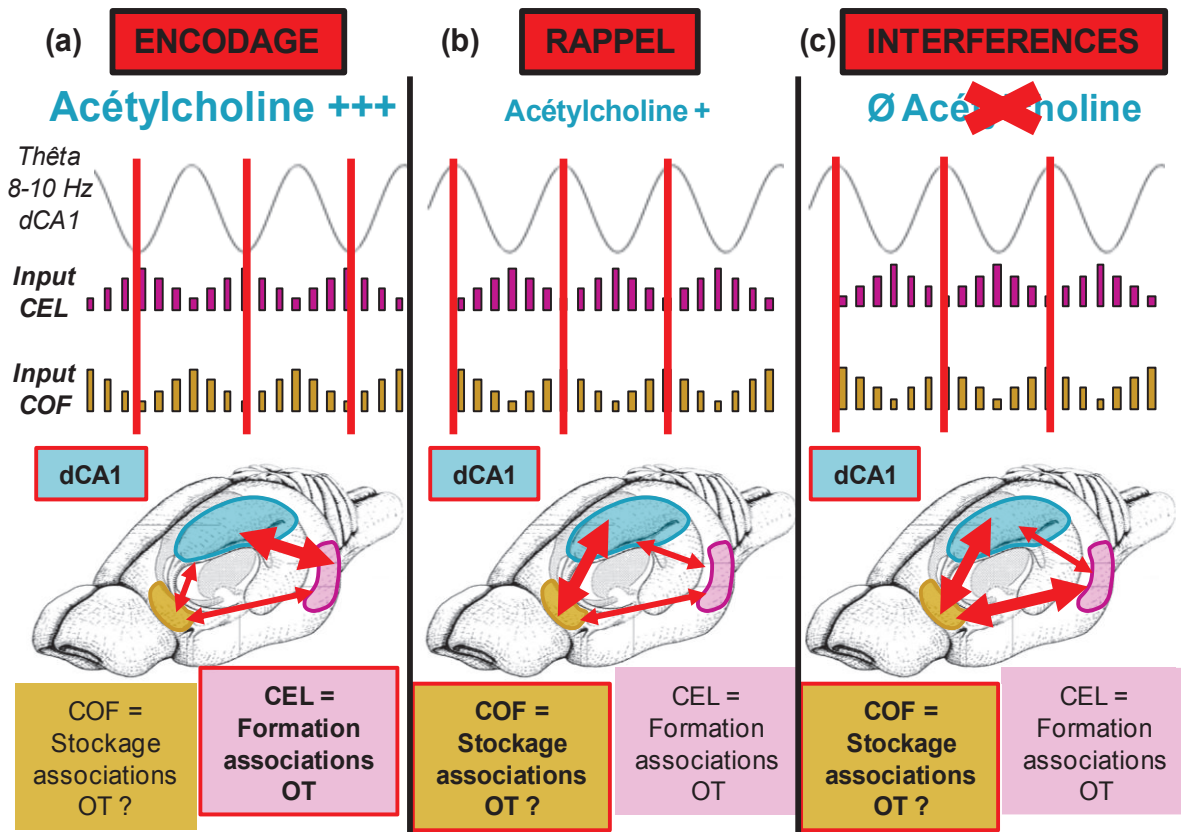 (a) ENCODAGE
Acétylcholine +++
Thêta
8-10 Hz
dCA1
Input
CEL
Input
COF
dCA1
COF =
Stockage
associations
OT ?
CEL =
Formation
associations
OT
(b) RAPPEL
Acétylcholine +
dCA1
COF =
Stockage
associations
OT ?
CEL =
Formation
associations
OT
(c) INTERFERENCES
Ø Acétylcholine
dCA1
COF =
Stockage
associations
OT ?
CEL =
Formation
associations
OT